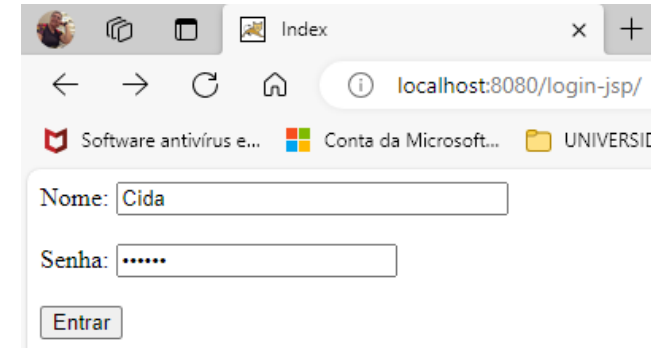 Index
localhost:8080/login-jsp/
Software antivírus e... Conta da Microsoft... UNIVERSID
Nome: Cida
Senha: ••••••
Entrar